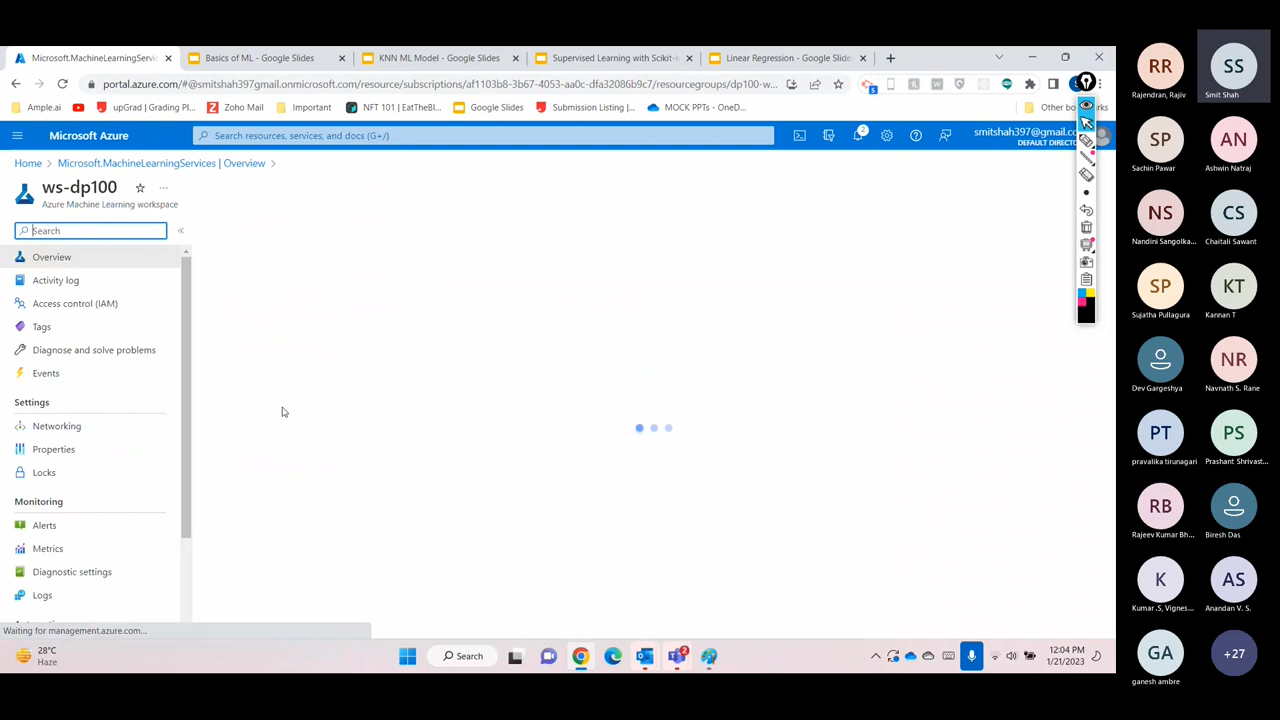 Microsoft.MachineLearningServic
Basics of ML - Google Slides
KNN ML Model - Google Slides
Supervised Learning with Scikit-l
Linear Regression - Google Slide
portal.azure.com/#@smitshah397gmail.onmicrosoft.com/resource/subscriptions/af1103b8-3b67-4053-aa0c-dfa32086b9c7/resourcegroups/dp100-w...
Ample.ai
upGrad | Grading Pl...
Zoho Mail
Important
NFT 101 | EatTheBl...
Google Slides
Submission Listing |...
MOCK PPTs - OneD...
Other bo
Microsoft Azure
Search resources, services, and docs (G+/)
2
smitshah397@gmail.co
DEFAULT DIRECTO
Home > Microsoft.MachineLearningServices | Overview >
ws-dp100
Azure Machine Learning workspace
Search
Overview
Activity log
Access control (IAM)
Tags
Diagnose and solve problems
Events
Settings
Networking
Properties
Locks
Monitoring
Alerts
Metrics
Diagnostic settings
Logs
Waiting for management.azure.com...
28°C
Haze
Search
2
12:04 PM
1/21/2023
RR
Rajendran, Rajiv
SS
Smit Shah
SP
Sachin Pawar
AN
Ashwin Natraj
NS
Nandini Sangolka...
CS
Chaitali Sawant
SP
Sujatha Pullagura
KT
Kannan T
Dev Gargeshya
NR
Navnath S. Rane
PT
pravalika tirunagari
PS
Prashant Shrivast...
RB
Rajeev Kumar Bh...
Biresh Das
K
Kumar .S, Vignes...
AS
Anandan V. S.
GA
ganesh ambre
+27